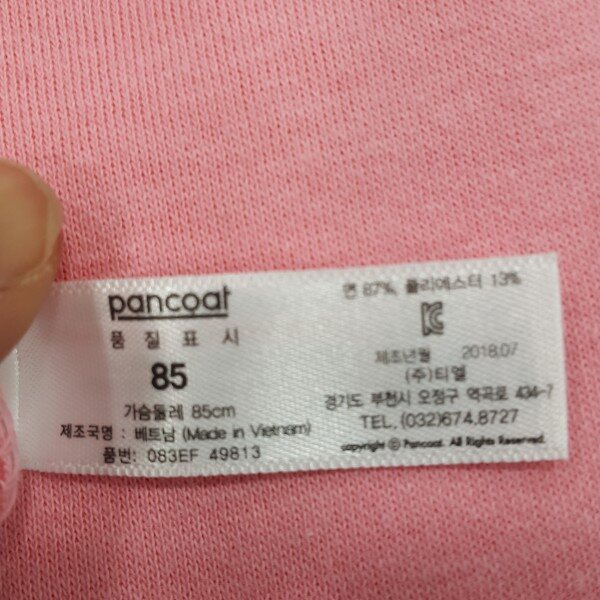 pancoat
품 질 표 시
85
가슴둘레 85cm
제조국명 : 베트남 (Made in Vietnam)
품번: 083EF 49813
면 87%, 폴리에스터 13%
제조년월 2018.07
(주)티엘
경기도 부천시 오정구 역곡로 434-7
TEL.(032)674.8727
copyright ⓒ Pancoat. All Rights Reserved.